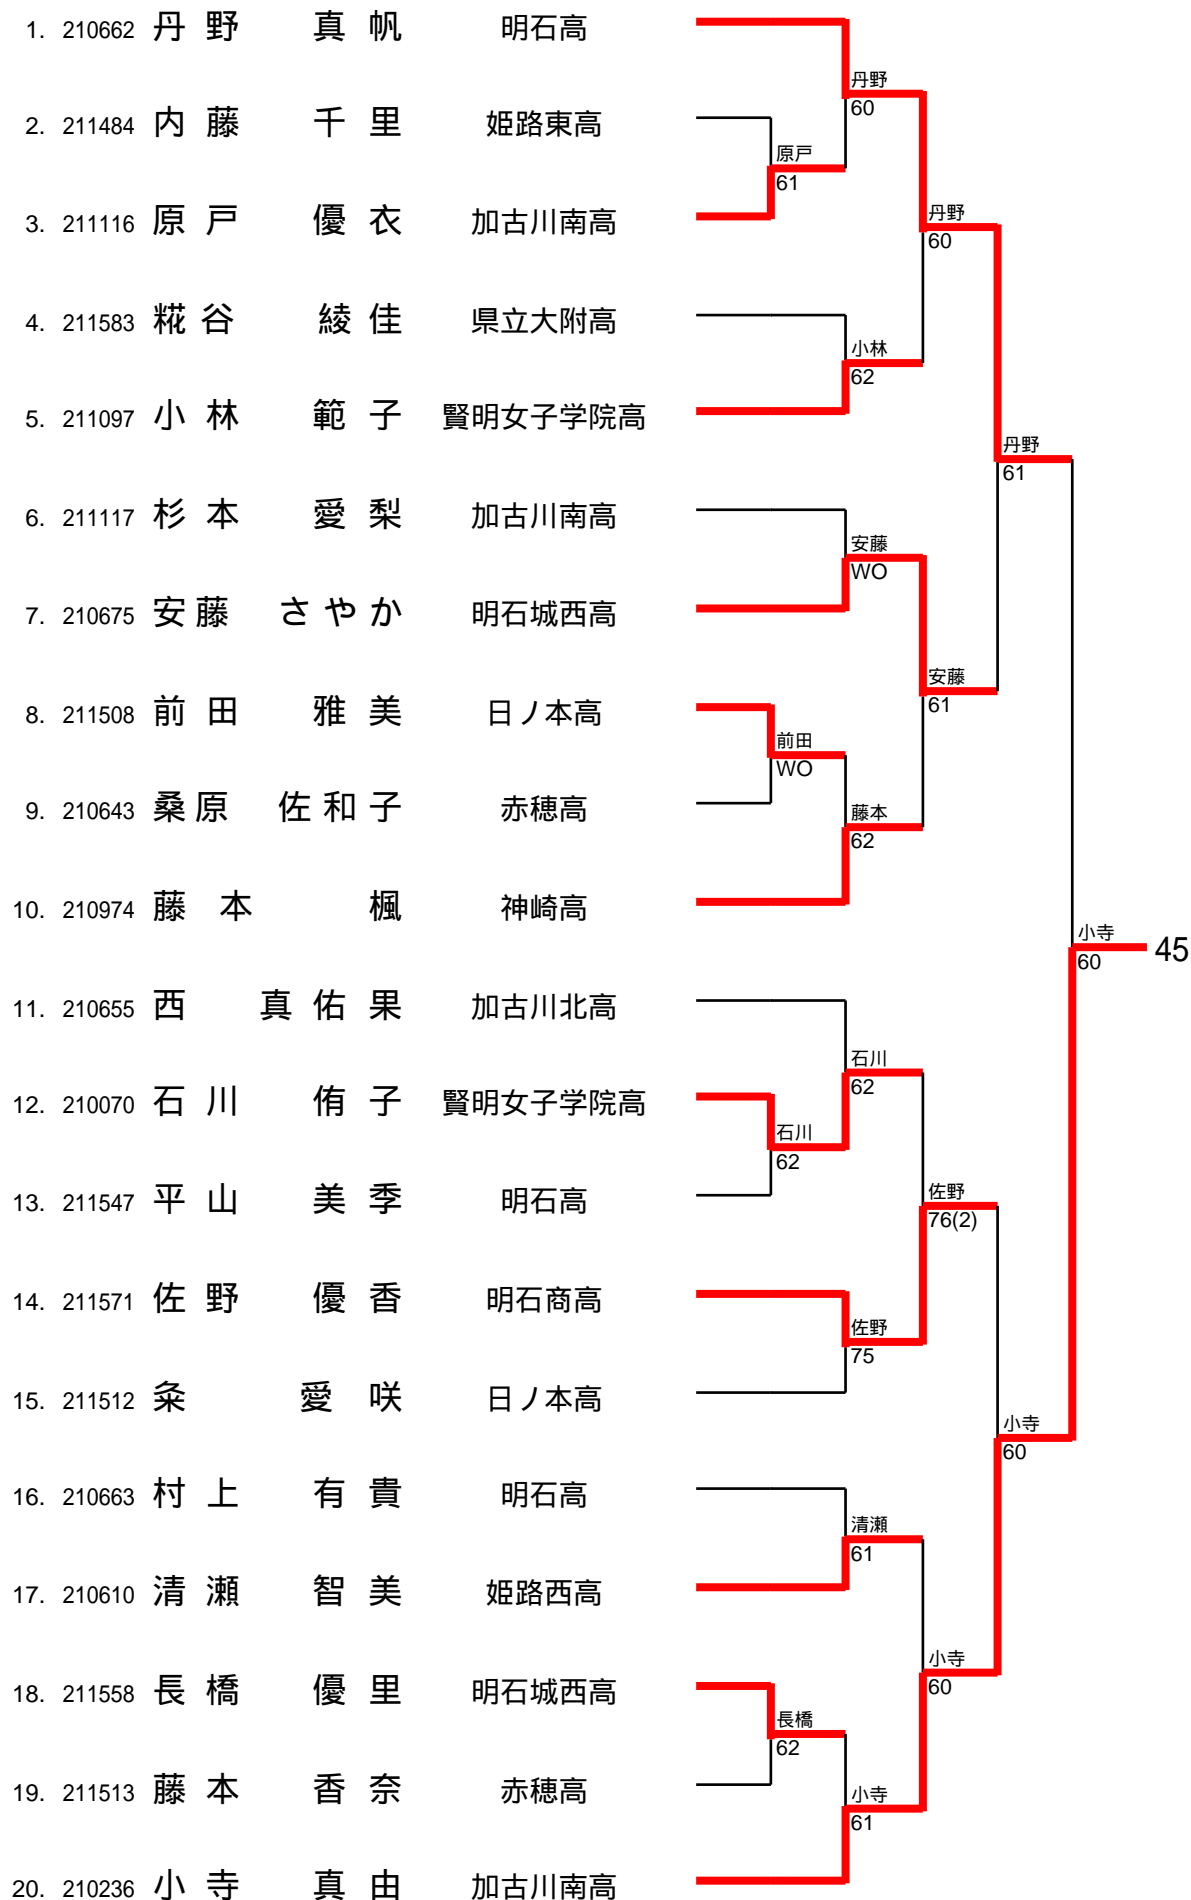 1. 210662 丹野 真帆 明石高
丹野
60
2. 211484 内藤 千里 姫路東高
原戸
61
3. 211116 原戸 優衣 加古川南高
丹野
60
4. 211583 糀谷 綾佳 県立大附高
小林
62
5. 211097 小林 範子 賢明女子学院高
丹野
61
6. 211117 杉本 愛梨 加古川南高
安藤
WO
7. 210675 安藤 さやか 明石城西高
安藤
61
8. 211508 前田 雅美 日ノ本高
前田
WO
9. 210643 桑原 佐和子 赤穂高
藤本
62
10. 210974 藤本 楓 神崎高
小寺
60
45
11. 210655 西 真佑果 加古川北高
石川
62
12. 210070 石川 侑子 賢明女子学院高
石川
62
13. 211547 平山 美季 明石高
佐野
76(2)
14. 211571 佐野 優香 明石商高
佐野
75
15. 211512 粂 愛咲 日ノ本高
小寺
60
16. 210663 村上 有貴 明石高
清瀬
61
17. 210610 清瀬 智美 姫路西高
小寺
60
18. 211558 長橋 優里 明石城西高
長橋
62
19. 211513 藤本 香奈 赤穂高
小寺
61
20. 210236 小寺 真由 加古川南高